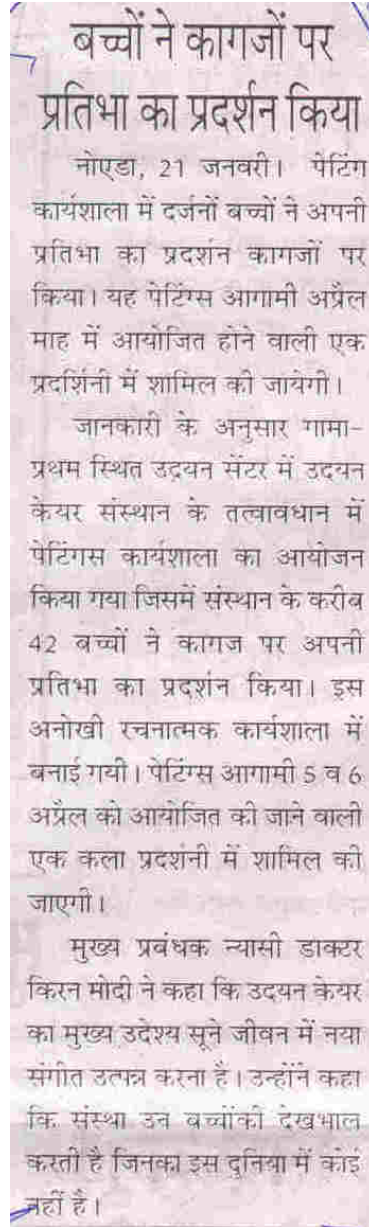 बच्चों ने कागजों पर
प्रतिभा का प्रदर्शन किया
नोएडा, 21 जनवरी। पेटिंग
कार्यशाला में दर्जनों बच्चों ने अपनी
प्रतिभा का प्रदर्शन कागजों पर
किया। यह पेटिंग्स आगामी अप्रैल
माह में आयोजित होने वाली एक
प्रदर्शिनी में शामिल की जायेगी।
जानकारी के अनुसार गामा-
प्रथम स्थित उद्यन सेंटर में उदयन
केयर संस्थान के तत्वावधान में
पेटिंगस कार्यशाला का आयोजन
किया गया जिसमें संस्थान के करीब
42 बच्चों ने कागज पर अपनी
प्रतिभा का प्रदर्शन किया। इस
अनोखी रचनात्मक कार्यशाला में
बनाई गयी। पेटिंग्स आगामी 5 व 6
अप्रैल को आयोजित की जाने वाली
एक कला प्रदर्शनी में शामिल की
जाएगी।
मुख्य प्रबंधक न्यासी डाक्टर
किरन मोदी ने कहा कि उदयन केयर
का मुख्य उदेश्य सूने जीवन में नया
संगीत उत्पन्न करना है। उन्होंने कहा
कि संस्था उन बच्चोंकी देखभाल
करती है जिनका इस दुनिया में कोई
नहीं है।